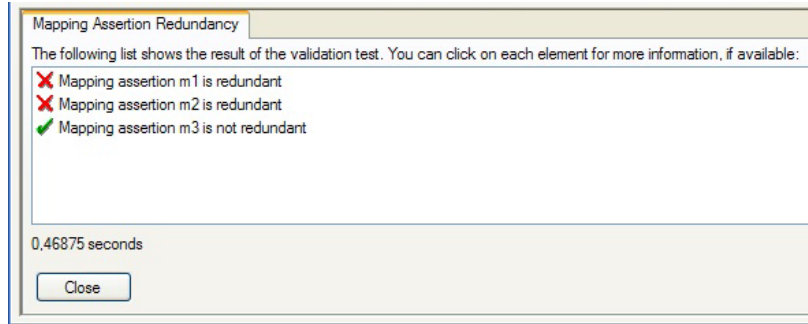 Mapping Assertion Redundancy
The following list shows the result of the validation test. You can click on each element for more information, if available:
Mapping assertion m1 is redundant
Mapping assertion m2 is redundant
Mapping assertion m3 is not redundant
0,46875 seconds
Close